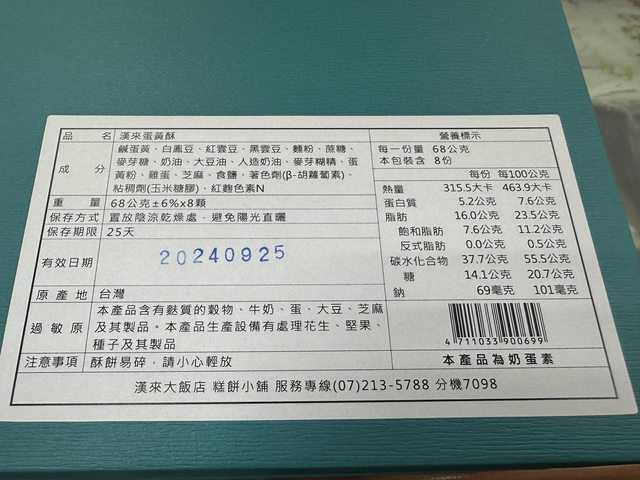 品名 漢來蛋黃酥
成分 鹹蛋黃、白鳳豆、紅雲豆、黑雲豆、麵粉、蔗糖、
麥芽糖、奶油、大豆油、人造奶油、麥芽糊精、蛋
黃粉、雞蛋、芝麻、食鹽、著色劑(β-胡蘿蔔素)、
粘稠劑(玉米糖膠)、紅麴色素N
重量 68公克±6%x8顆
保存方式 置放陰涼乾燥處，避免陽光直曬
保存期限 25天
有效日期 20240925
原產地 台灣
過敏原 本產品含有麩質的穀物、牛奶、蛋、大豆、芝麻
及其製品。本產品生產設備有處理花生、堅果、
種子及其製品
注意事項 酥餅易碎，請小心輕放
營養標示
每一份量 68公克
本包裝含 8份
每份 每100公克
熱量 315.5大卡 463.9大卡
蛋白質 5.2公克 7.6公克
脂肪 16.0公克 23.5公克
飽和脂肪 7.6公克 11.2公克
反式脂肪 0.0公克 0.5公克
碳水化合物 37.7公克 55.5公克
糖 14.1公克 20.7公克
鈉 69毫克 101毫克
4711033900699
本產品為奶蛋素
漢來大飯店 糕餅小舖 服務專線(07)213-5788 分機7098